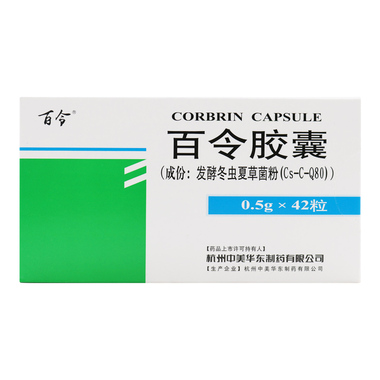 百令®
CORBRIN CAPSULE
百令胶囊
(成份：发酵冬虫夏草菌粉(Cs-C-Q80))
0.5g×42粒
【药品上市许可持有人】
杭州中美华东制药有限公司
【生产企业】杭州中美华东制药有限公司